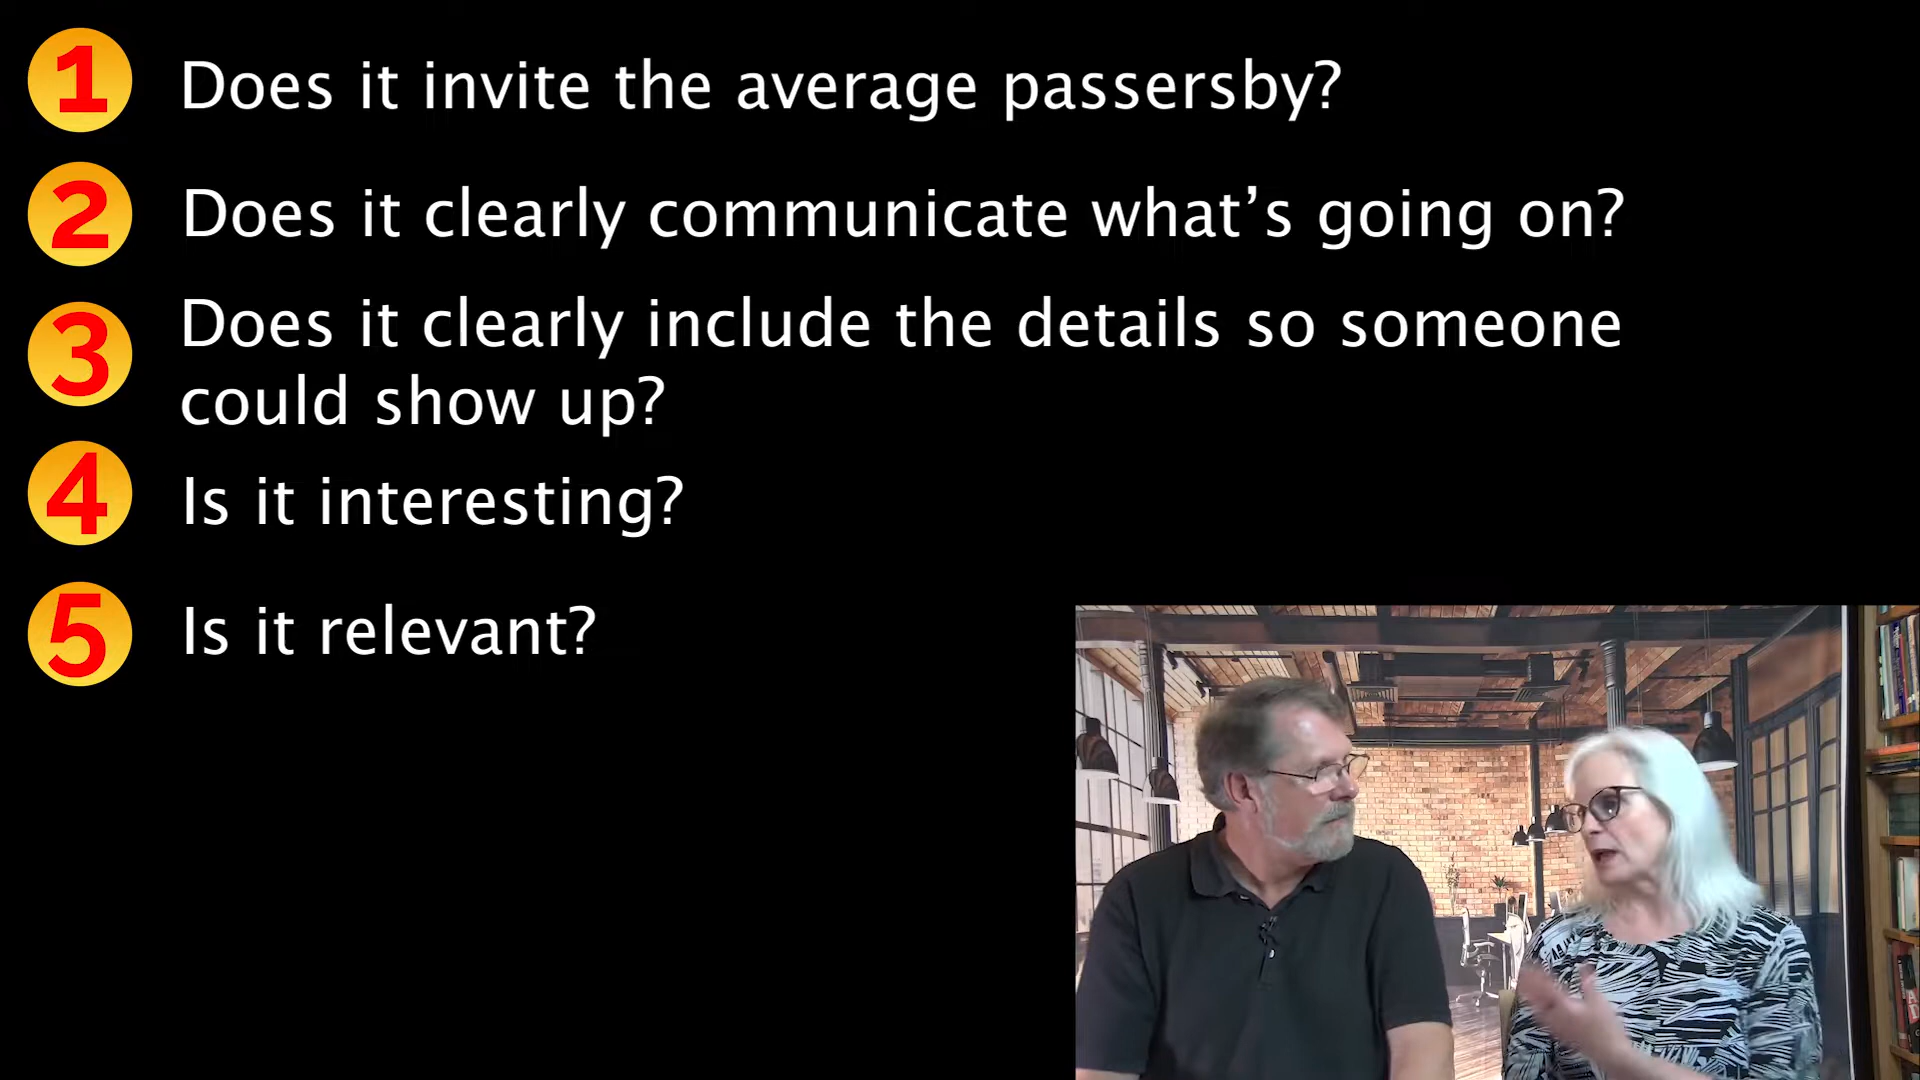 1 Does it invite the average passersby?
2 Does it clearly communicate what’s going on?
3 Does it clearly include the details so someone
could show up?
4 Is it interesting?
5 Is it relevant?